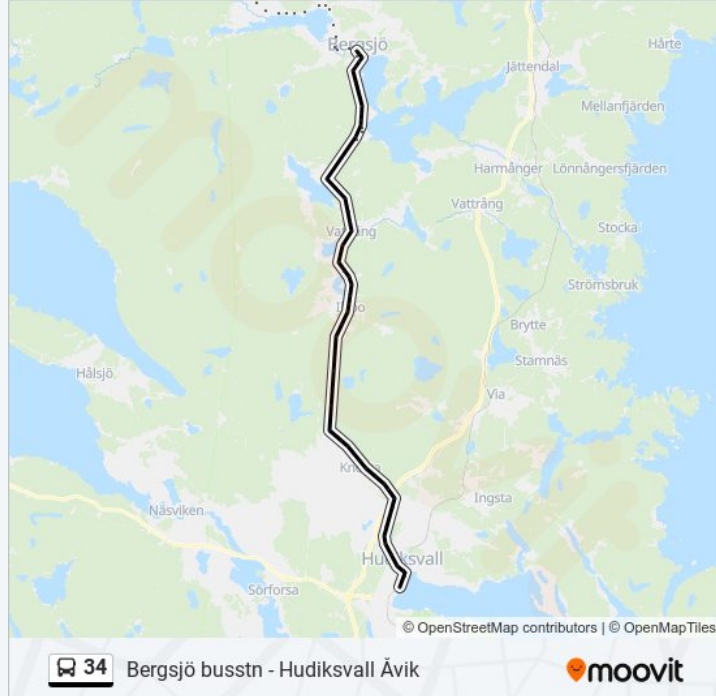 Bergsjö
Hårte
Jättendal
Mellanfjärden
Harmånger
Lönnångersfjärden
Vattrång
Stocka
Strömsbruk
Brytte
Stamnäs
Hålsjö
Via
Ingsta
Näsviken
Hudiksvall
Sörforsa
© OpenStreetMap contributors | © OpenMapTiles
34 Bergsjö busstn - Hudiksvall Åvik
moovit